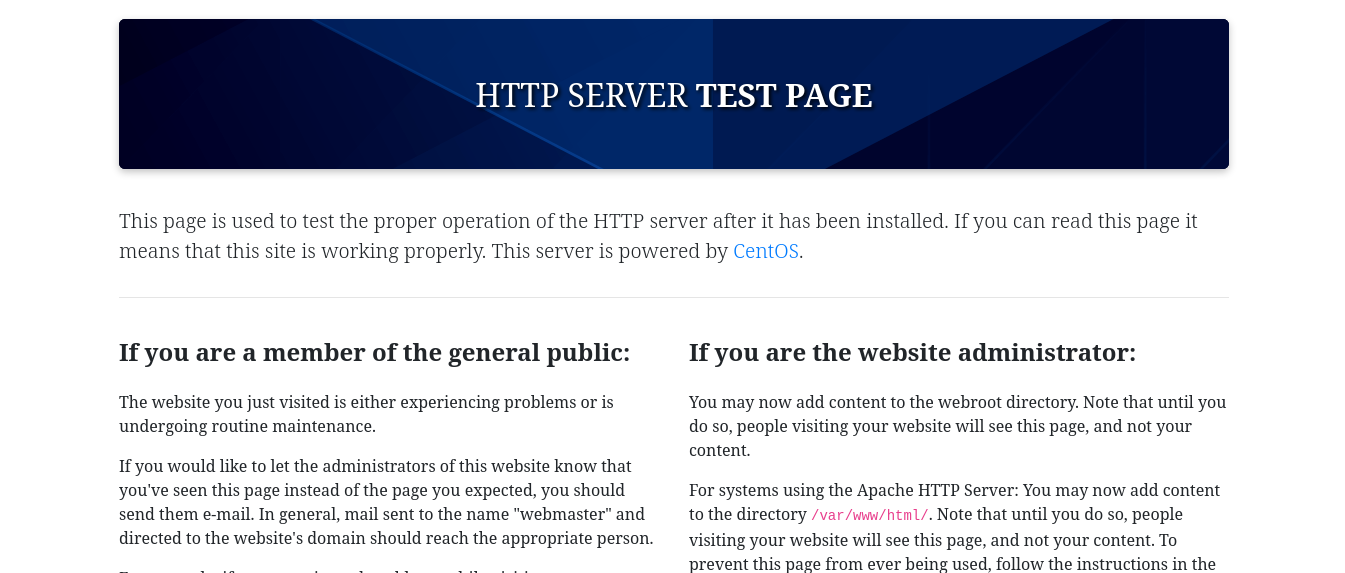 HTTP SERVER TEST PAGE
This page is used to test the proper operation of the HTTP server after it has been installed. If you can read this page it
means that this site is working properly. This server is powered by CentOS.
If you are a member of the general public:
The website you just visited is either experiencing problems or is
undergoing routine maintenance.
If you would like to let the administrators of this website know that
you've seen this page instead of the page you expected, you should
send them e-mail. In general, mail sent to the name "webmaster" and
directed to the website's domain should reach the appropriate person.
If you are the website administrator:
You may now add content to the webroot directory. Note that until you
do so, people visiting your website will see this page, and not your
content.
For systems using the Apache HTTP Server: You may now add content
to the directory /var/www/html/. Note that until you do so, people
visiting your website will see this page, and not your content. To
prevent this page from ever being used, follow the instructions in the